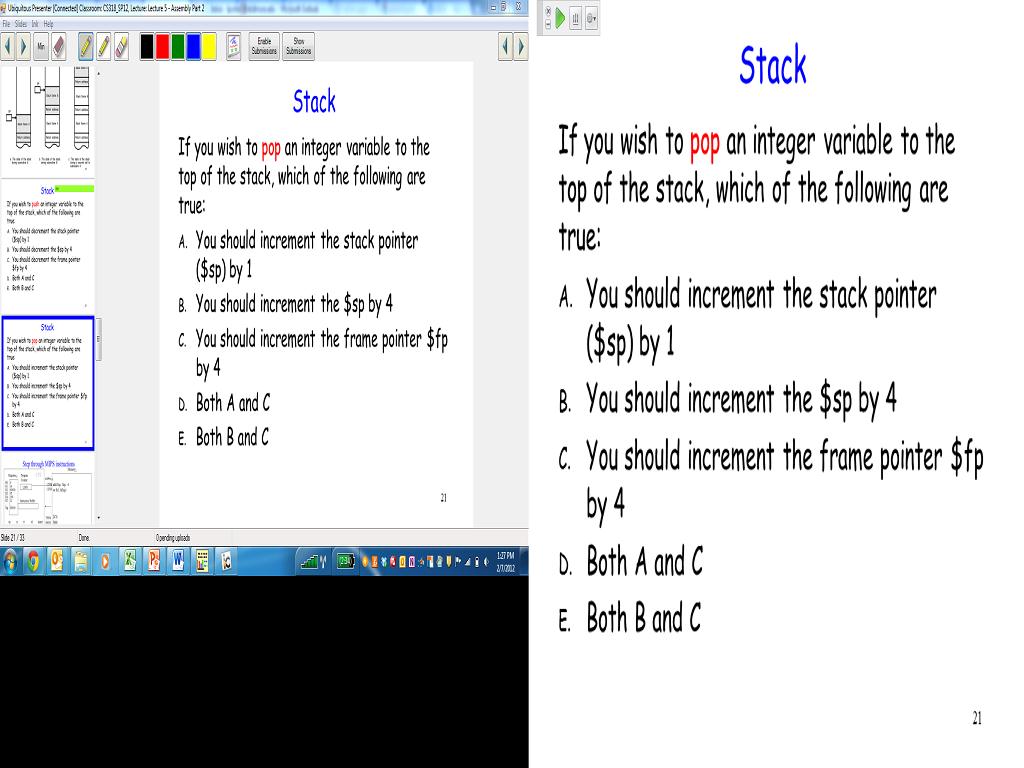 Ubiquitous Presenter [Connected] Classroom: CS318_SP12, Lecture: Lecture 5 - Assembly Part 2
File Slides Ink Help
Min
Enable Submissions
Show Submissions
Stack
If you wish to push an integer variable to the
top of the stack, which of the following are
true:
A. You should decrement the stack pointer
($sp) by 1
B. You should decrement the $sp by 4
C. You should decrement the frame pointer
$fp by 4
D. Both A and C
E. Both B and C
Stack
If you wish to pop an integer variable to the
top of the stack, which of the following are
true:
A. You should increment the stack pointer
($sp) by 1
B. You should increment the $sp by 4
C. You should increment the frame pointer $fp
by 4
D. Both A and C
E. Both B and C
Step through MIPS instructions
Stack
If you wish to pop an integer variable to the
top of the stack, which of the following are
true:
A. You should increment the stack pointer
($sp) by 1
B. You should increment the $sp by 4
C. You should increment the frame pointer $fp
by 4
D. Both A and C
E. Both B and C
21
Slide 21 / 33 Done. 0 pending uploads
1:27 PM
2/7/2012
Stack
If you wish to pop an integer variable to the
top of the stack, which of the following are
true:
A. You should increment the stack pointer
($sp) by 1
B. You should increment the $sp by 4
C. You should increment the frame pointer $fp
by 4
D. Both A and C
E. Both B and C
21